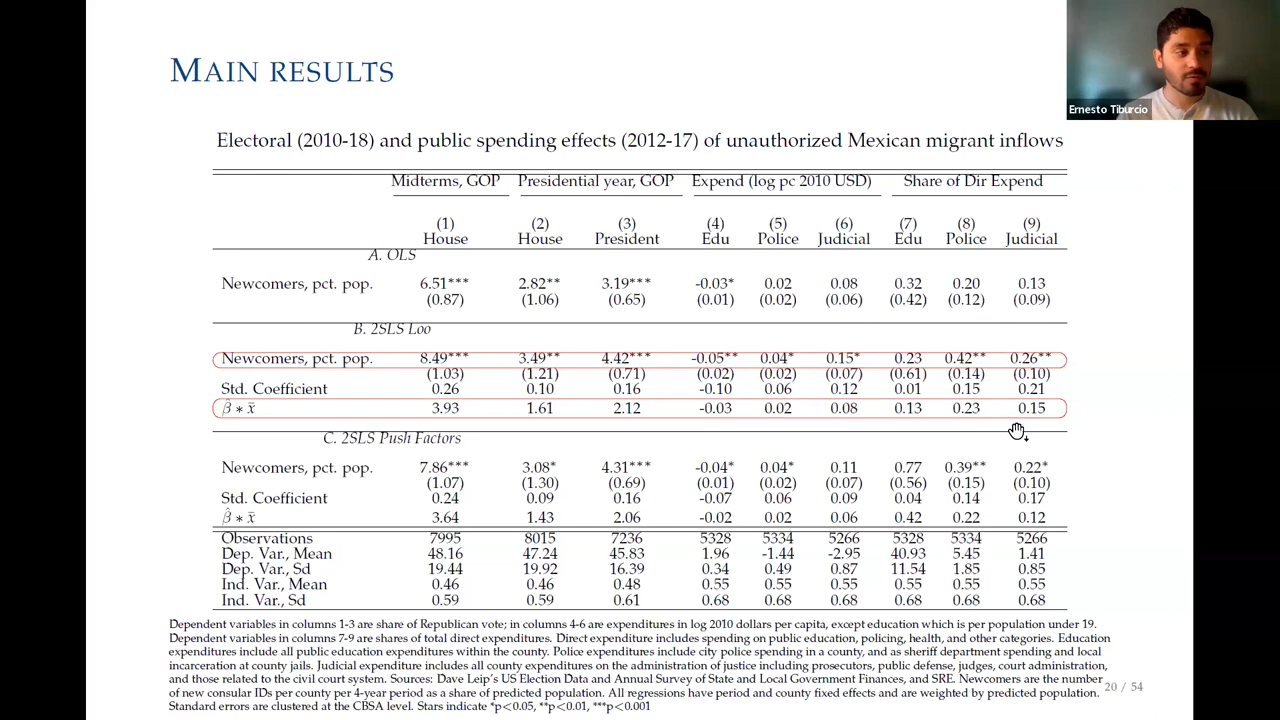 Ernesto Tiburcio
MAIN RESULTS
Electoral (2010-18) and public spending effects (2012-17) of unauthorized Mexican migrant inflows
Midterms, GOP Presidential year, GOP Expend (log pc 2010 USD) Share of Dir Expend
(1) (2) (3) (4) (5) (6) (7) (8) (9)
House House President Edu Police Judicial Edu Police Judicial
A. OLS
Newcomers, pct. pop. 6.51*** 2.82** 3.19*** -0.03* 0.02 0.08 0.32 0.20 0.13
(0.87) (1.06) (0.65) (0.01) (0.02) (0.06) (0.42) (0.12) (0.09)
B. 2SLS Loo
Newcomers, pct. pop. 8.49*** 3.49** 4.42*** -0.05** 0.04* 0.15* 0.23 0.42** 0.26**
(1.03) (1.21) (0.71) (0.02) (0.02) (0.07) (0.61) (0.14) (0.10)
Std. Coefficient 0.26 0.10 0.16 -0.10 0.06 0.12 0.01 0.15 0.21
β̂ * x̄ 3.93 1.61 2.12 -0.03 0.02 0.08 0.13 0.23 0.15
C. 2SLS Push Factors
Newcomers, pct. pop. 7.86*** 3.08* 4.31*** -0.04* 0.04* 0.11 0.77 0.39** 0.22*
(1.07) (1.30) (0.69) (0.01) (0.02) (0.07) (0.56) (0.15) (0.10)
Std. Coefficient 0.24 0.09 0.16 -0.07 0.06 0.09 0.04 0.14 0.17
β̂ * x̄ 3.64 1.43 2.06 -0.02 0.02 0.06 0.42 0.22 0.12
Observations 7995 8015 7236 5328 5334 5266 5328 5334 5266
Dep. Var., Mean 48.16 47.24 45.83 1.96 -1.44 -2.95 40.93 5.45 1.41
Dep. Var., Sd 19.44 19.92 16.39 0.34 0.49 0.87 11.54 1.85 0.85
Ind. Var., Mean 0.46 0.46 0.48 0.55 0.55 0.55 0.55 0.55 0.55
Ind. Var., Sd 0.59 0.59 0.61 0.68 0.68 0.68 0.68 0.68 0.68
Dependent variables in columns 1-3 are share of Republican vote; in columns 4-6 are expenditures in log 2010 dollars per capita, except education which is per population under 19.
Dependent variables in columns 7-9 are shares of total direct expenditures. Direct expenditure includes spending on public education, policing, health, and other categories. Education
expenditures include all public education expenditures within the county. Police expenditures include city police spending in a county, and as sheriff department spending and local
incarceration at county jails. Judicial expenditure includes all county expenditures on the administration of justice including prosecutors, public defense, judges, court administration,
and those related to the civil court system. Sources: Dave Leip's US Election Data and Annual Survey of State and Local Government Finances, and SRE. Newcomers are the number
of new consular IDs per county per 4-year period as a share of predicted population. All regressions have period and county fixed effects and are weighted by predicted population.
Standard errors are clustered at the CBSA level. Stars indicate *p<0.05, **p<0.01, ***p<0.001
20 / 54